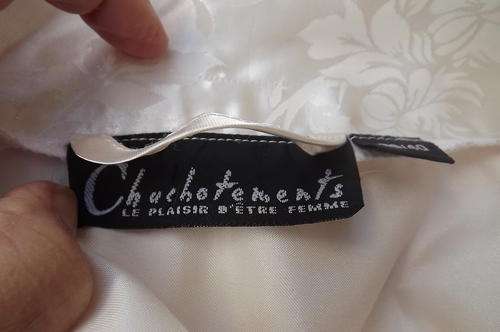 Chuchotements
LE PLAISIR D'ETRE FEMME